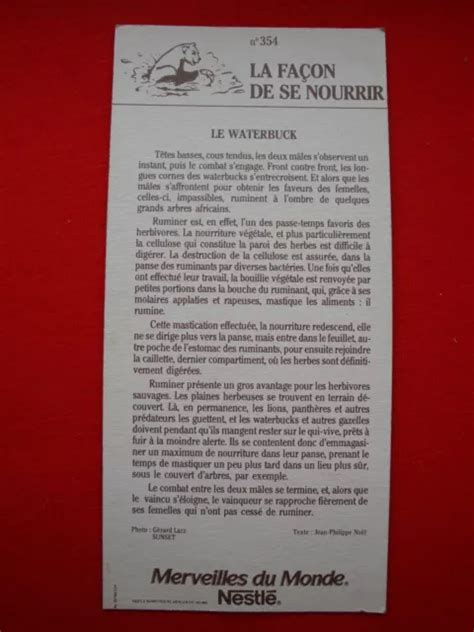 n° 354
LA FAÇON
DE SE NOURRIR
LE WATERBUCK
Têtes basses, cous tendus, les deux mâles s'observent un
instant, puis le combat s'engage. Front contre front, les lon-
gues cornes des waterbucks s'entrecroisent. Et alors que les
mâles s'affrontent pour obtenir les faveurs des femelles,
celles-ci, impassibles, ruminent à l'ombre de quelques
grands arbres africains.
Ruminer est, en effet, l'un des passe-temps favoris des
herbivores. La nourriture végétale, et plus particulièrement
la cellulose qui constitue la paroi des herbes est difficile à
digérer. La destruction de la cellulose est assurée, dans la
panse des ruminants par diverses bactéries. Une fois qu'elles
ont effectué leur travail, la bouillie végétale est renvoyée par
petites portions dans la bouche du ruminant, qui, grâce à ses
molaires applaties et rapeuses, mastique les aliments : il
rumine.
Cette mastication effectuée, la nourriture redescend, elle
ne se dirige plus vers la panse, mais entre dans le feuillet, au-
tre poche de l'estomac des ruminants, pour ensuite rejoindre
la caillette, dernier compartiment, où les herbes sont définiti-
vement digérées.
Ruminer présente un gros avantage pour les herbivores
sauvages. Les plaines herbeuses se trouvent en terrain dé-
couvert. Là, en permanence, les lions, panthères et autres
prédateurs les guettent, et les waterbucks et autres gazelles
doivent pendant qu'ils mangent rester sur le qui-vive, prêts à
fuir à la moindre alerte. Ils se contentent donc d'emmagasi-
ner un maximum de nourriture dans leur panse, prenant le
temps de mastiquer un peu plus tard dans un lieu plus sûr,
sous le couvert d'arbres, par exemple.
Le combat entre les deux mâles se termine, et, alors que
le vaincu s'éloigne, le vainqueur se rapproche fièrement de
ses femelles qui n'ont pas cessé de ruminer.
Photo : Gérard Lacz Texte : Jean-Philippe Noël
SUNSET
Merveilles du Monde®
Nestlé®